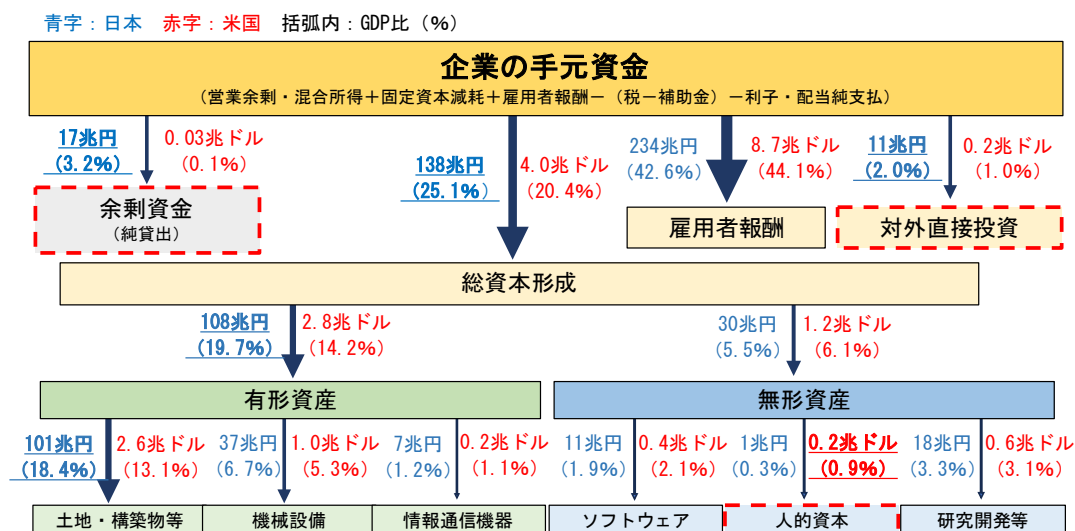 青字：日本　赤字：米国　括弧内：GDP比（%）
企業の手元資金
（営業余剰・混合所得＋固定資本減耗＋雇用者報酬－（税－補助金）－利子・配当純支払）
17兆円 0.03兆ドル
(3.2%) (0.1%)
138兆円 4.0兆ドル
(25.1%) (20.4%)
234兆円 8.7兆ドル
(42.6%) (44.1%)
11兆円 0.2兆ドル
(2.0%) (1.0%)
余剰資金
（純貸出）
雇用者報酬
対外直接投資
総資本形成
108兆円 2.8兆ドル
(19.7%) (14.2%)
30兆円 1.2兆ドル
(5.5%) (6.1%)
有形資産
無形資産
101兆円 2.6兆ドル
(18.4%) (13.1%)
37兆円 1.0兆ドル
(6.7%) (5.3%)
7兆円 0.2兆ドル
(1.2%) (1.1%)
11兆円 0.4兆ドル
(1.9%) (2.1%)
1兆円 0.2兆ドル
(0.3%) (0.9%)
18兆円 0.6兆ドル
(3.3%) (3.1%)
土地・構築物等
機械設備
情報通信機器
ソフトウェア
人的資本
研究開発等